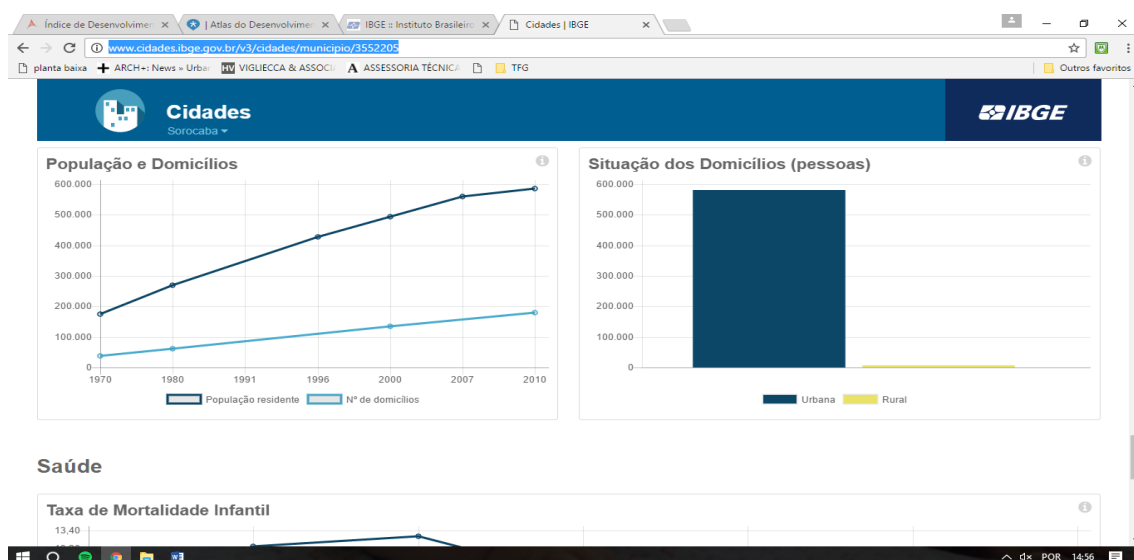 Índice de Desenvolvimen
| Atlas do Desenvolvimen
IBGE :: Instituto Brasileiro
Cidades | IBGE
www.cidades.ibge.gov.br/v3/cidades/municipio/3552205
planta baixa
ARCH+: News » Urban
HV VIGLIECCA & ASSOCI
A ASSESSORIA TÉCNICA
TFG
Outros favoritos
Cidades
Sorocaba
IBGE
População e Domicílios
600.000
500.000
400.000
300.000
200.000
100.000
0
1970 1980 1991 1996 2000 2007 2010
População residente Nº de domicílios
Situação dos Domicílios (pessoas)
600.000
500.000
400.000
300.000
200.000
100.000
0
Urbana Rural
Saúde
Taxa de Mortalidade Infantil
13,40
POR 14:56